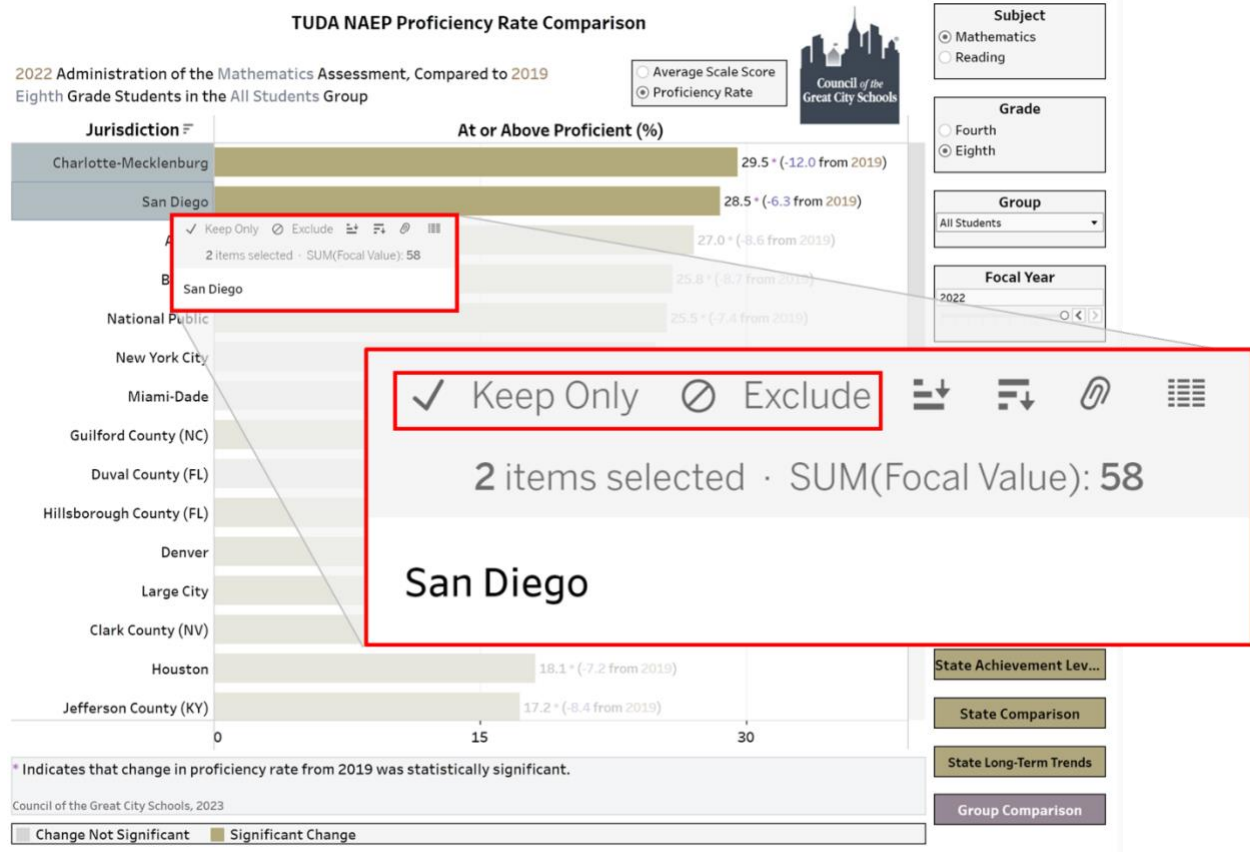 TUDA NAEP Proficiency Rate Comparison
2022 Administration of the Mathematics Assessment, Compared to 2019
Eighth Grade Students in the All Students Group
Average Scale Score
Proficiency Rate
Council of the
Great City Schools
Jurisdiction
At or Above Proficient (%)
Charlotte-Mecklenburg
29.5 * (-12.0 from 2019)
San Diego
28.5 * (-6.3 from 2019)
A
27.0 * (-8.6 from 2019)
B
25.8 * (-8.7 from 2019)
Keep Only Exclude
2 items selected · SUM(Focal Value): 58
San Diego
National Public
25.5 * (-7.4 from 2019)
New York City
Miami-Dade
Guilford County (NC)
Duval County (FL)
Hillsborough County (FL)
Denver
Large City
Clark County (NV)
Houston
18.1 * (-7.2 from 2019)
Jefferson County (KY)
17.2 * (-8.4 from 2019)
0 15 30
Keep Only Exclude
2 items selected · SUM(Focal Value): 58
San Diego
* Indicates that change in proficiency rate from 2019 was statistically significant.
Council of the Great City Schools, 2023
Change Not Significant Significant Change
Subject
Mathematics
Reading
Grade
Fourth
Eighth
Group
All Students
Focal Year
2022
State Achievement Lev...
State Comparison
State Long-Term Trends
Group Comparison